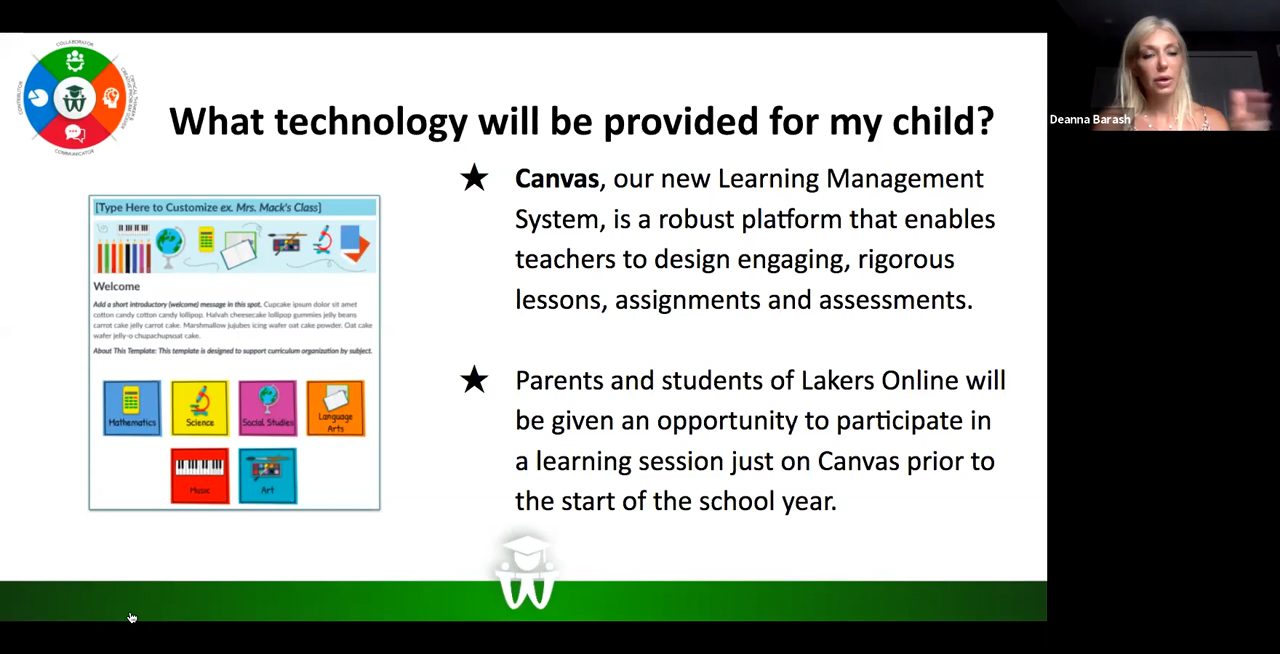 COLLABORATOR
CONTRIBUTOR
COMMUNICATOR
What technology will be provided for my child?
Deanna Barash
[Type Here to Customize ex. Mrs. Mack's Class]
Welcome
Add a short introductory (welcome) message in this spot. Cupcake ipsum dolor sit amet
cotton candy cotton candy lollipop. Halvah cheesecake lollipop gummies jelly beans
carrot cake jelly carrot cake. Marshmallow jujubes icing wafer oat cake powder. Oat cake
wafer jelly-o chupachupsoat cake.
About This Template: This template is designed to support curriculum organization by subject.
Mathematics
Science
Social Studies
Language
Arts
Music
Art
★ Canvas, our new Learning Management
System, is a robust platform that enables
teachers to design engaging, rigorous
lessons, assignments and assessments.
★ Parents and students of Lakers Online will
be given an opportunity to participate in
a learning session just on Canvas prior to
the start of the school year.
W